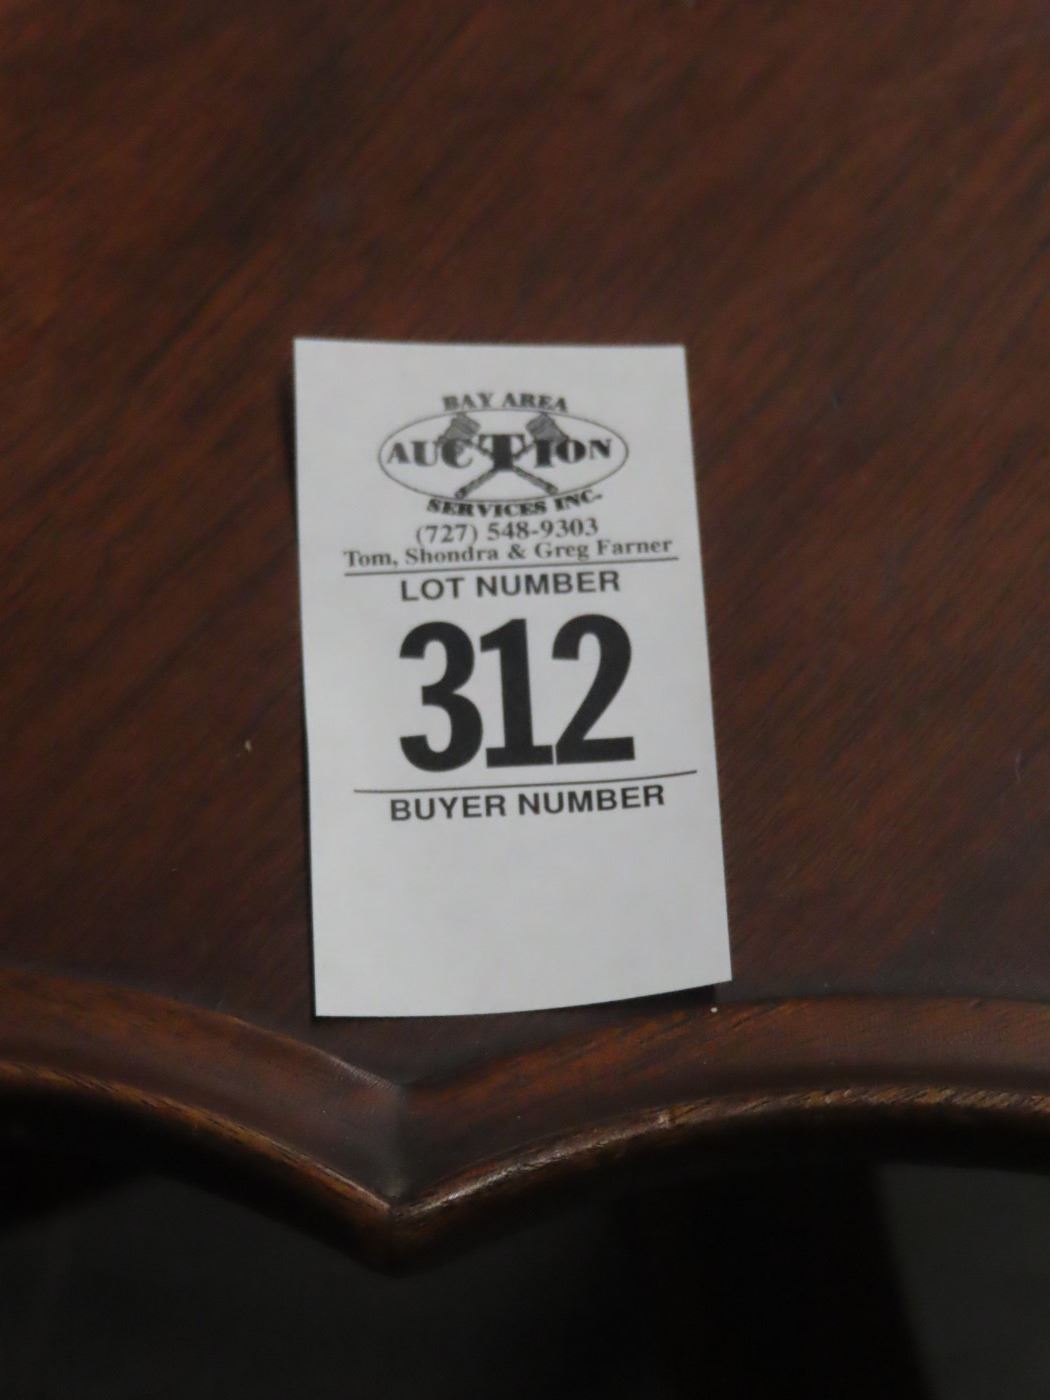 BAY AREA
AUCTION
SERVICES INC.
(727) 548-9303
Tom, Shondra & Greg Farner
LOT NUMBER
312
BUYER NUMBER